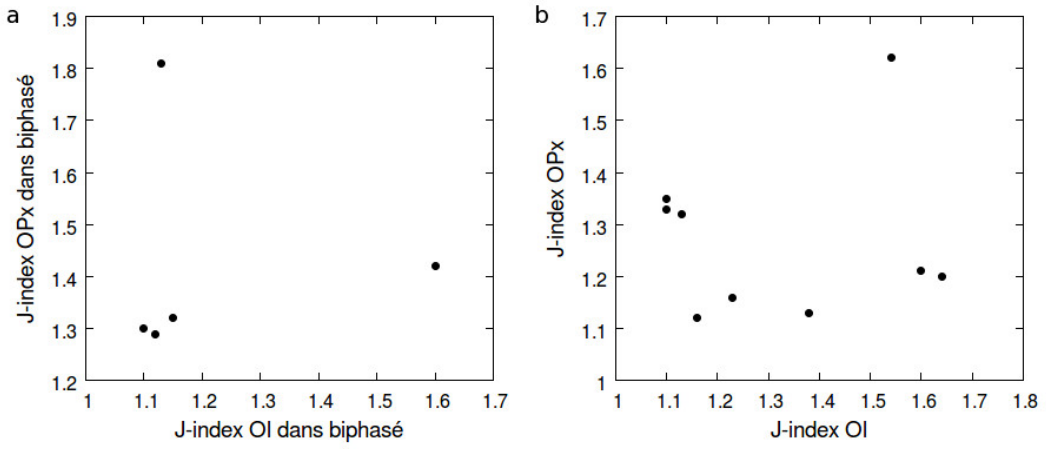 a
1.9
1.8
1.7
1.6
1.5
1.4
1.3
1.2
J-index OPx dans biphasé
1 1.1 1.2 1.3 1.4 1.5 1.6 1.7
J-index OI dans biphasé
b
1.7
1.6
1.5
1.4
1.3
1.2
1.1
1
J-index OPx
1 1.1 1.2 1.3 1.4 1.5 1.6 1.7 1.8
J-index OI